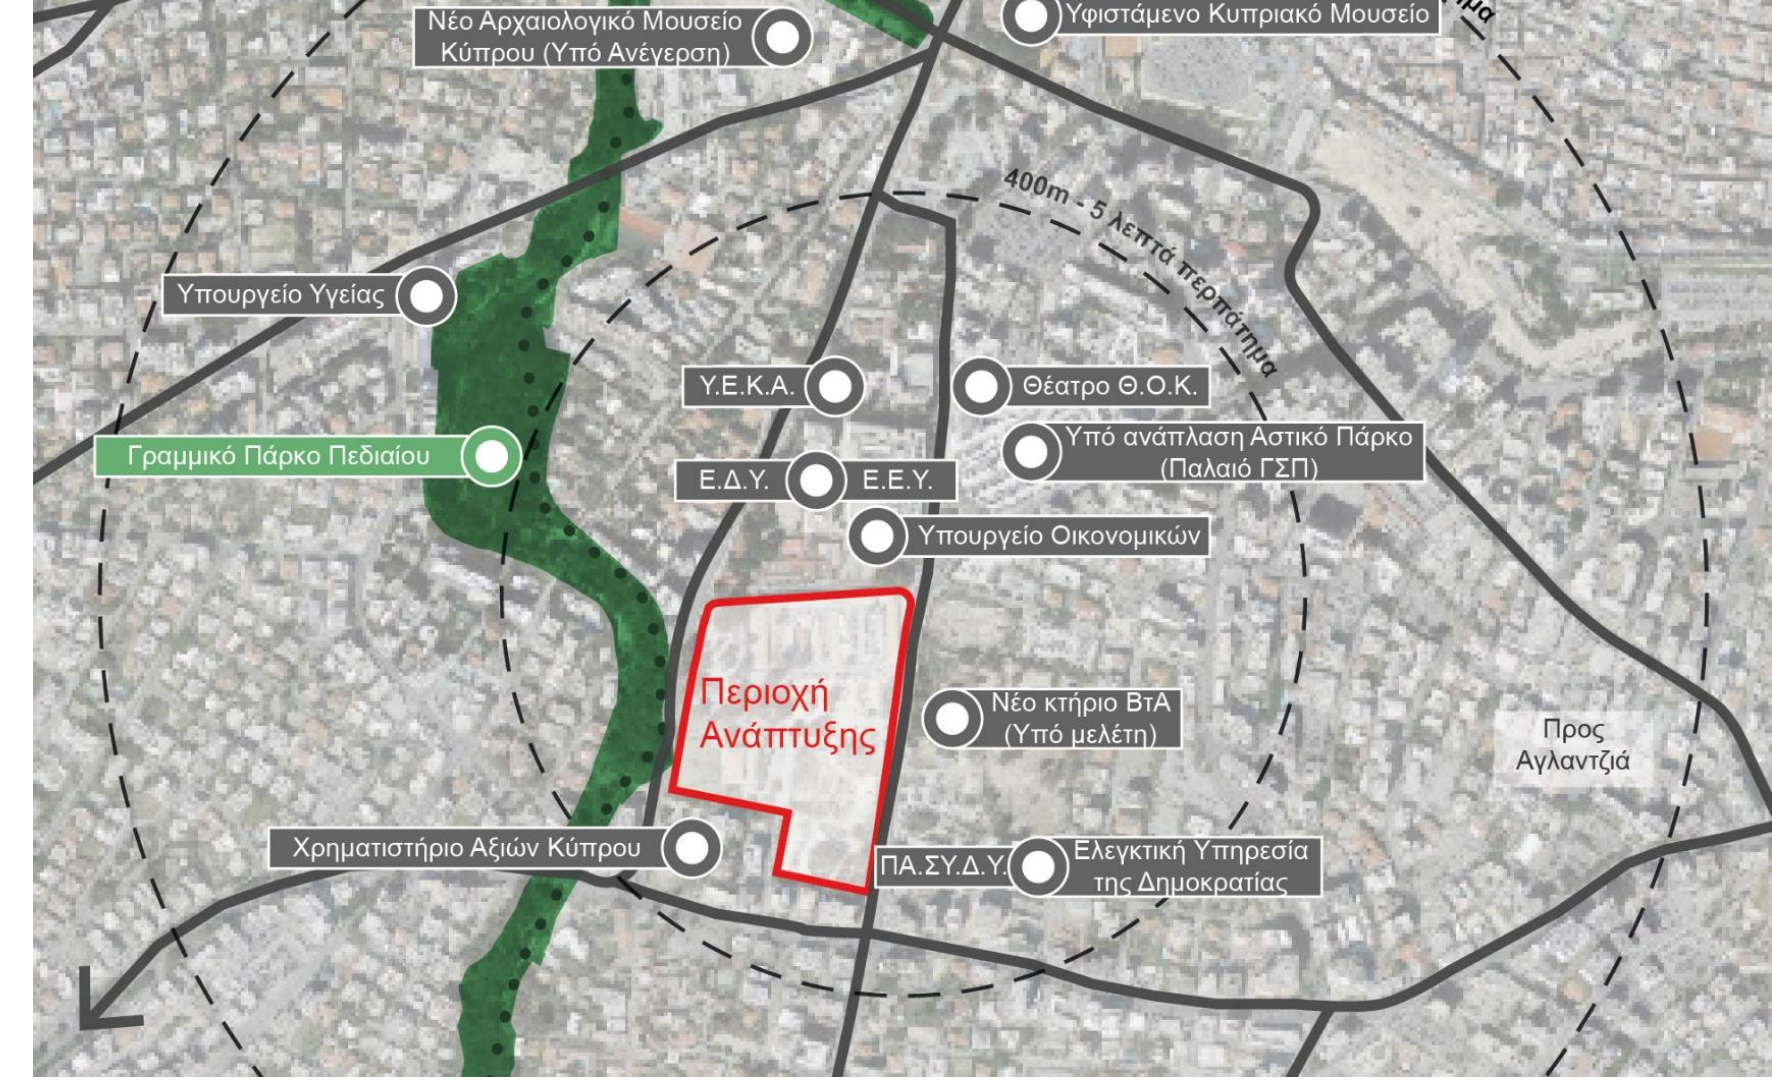 Νέο Αρχαιολογικό Μουσείο
Κύπρου (Υπό Ανέγερση)
Υφιστάμενο Κυπριακό Μουσείο
400m - 5 λεπτά περπάτημα
Υπουργείο Υγείας
Υ.Ε.Κ.Α.
Θέατρο Θ.Ο.Κ.
Γραμμικό Πάρκο Πεδιαίου
Υπό ανάπλαση Αστικό Πάρκο
(Παλαιό ΓΣΠ)
Ε.Δ.Υ.
Ε.Ε.Υ.
Υπουργείο Οικονομικών
Περιοχή
Ανάπτυξης
Νέο κτήριο ΒτΑ
(Υπό μελέτη)
Προς
Αγλαντζιά
Χρηματιστήριο Αξιών Κύπρου
ΠΑ.ΣΥ.Δ.Υ.
Ελεγκτική Υπηρεσία
της Δημοκρατίας